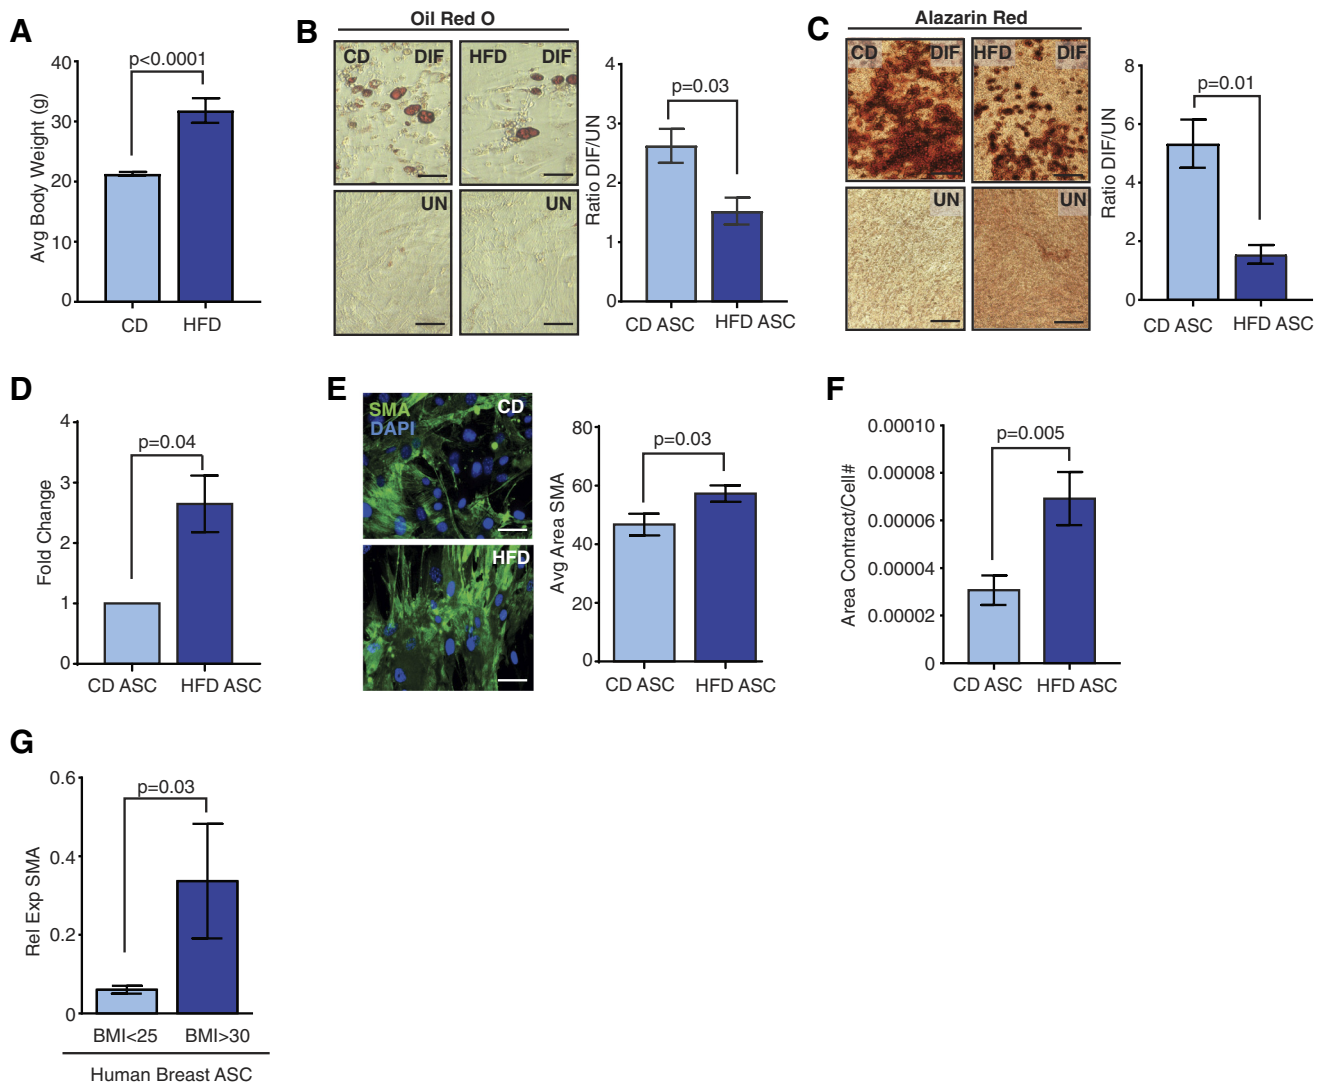 A
Avg Body Weight (g)
40
30
20
10
0
p<0.0001
CD
HFD
B
Oil Red O
CD DIF
HFD DIF
UN
UN
Ratio DIF/UN
4
3
2
1
0
p=0.03
CD ASC
HFD ASC
C
Alazarin Red
CD DIF
HFD DIF
UN
UN
Ratio DIF/UN
8
6
4
2
0
p=0.01
CD ASC
HFD ASC
D
Fold Change
4
3
2
1
0
p=0.04
CD ASC
HFD ASC
E
SMA
DAPI
CD
HFD
Avg Area SMA
80
60
40
20
0
p=0.03
CD ASC
HFD ASC
F
Area Contract/Cell#
0.00010
0.00008
0.00006
0.00004
0.00002
0
p=0.005
CD ASC
HFD ASC
G
Rel Exp SMA
0.6
0.4
0.2
0
p=0.03
BMI<25
BMI>30
Human Breast ASC